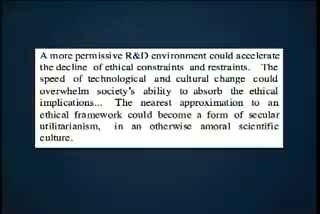 A more permissive R&D environment could accelerate
the decline of ethical constraints and restraints. The
speed of technological and cultural change could
overwhelm society's ability to absorb the ethical
implications... The nearest approximation to an
ethical framework could become a form of secular
utilitarianism, in an otherwise amoral scientific
culture.